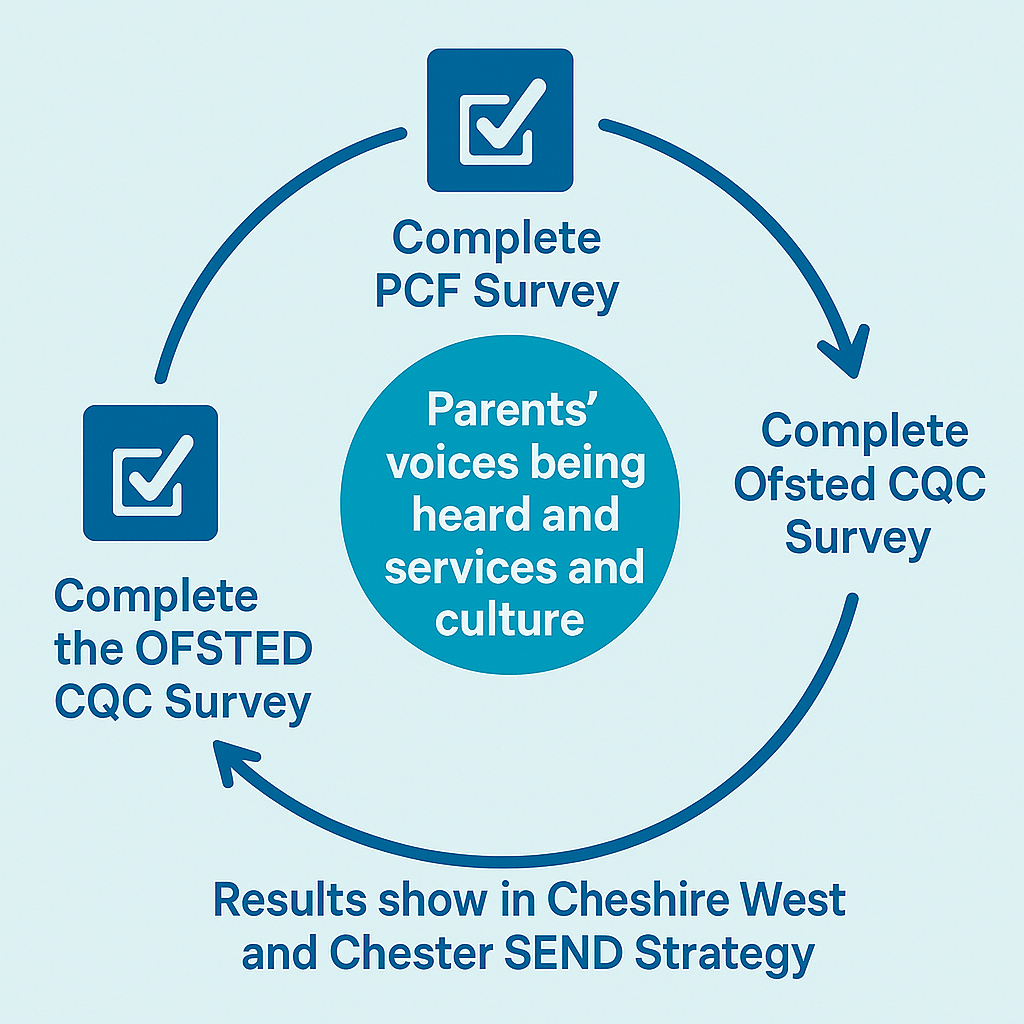 Complete
PCF Survey
Parents’
voices being
heard and
services and
culture
Complete
Ofsted CQC
Survey
Complete
the OFSTED
CQC Survey
Results show in Cheshire West
and Chester SEND Strategy